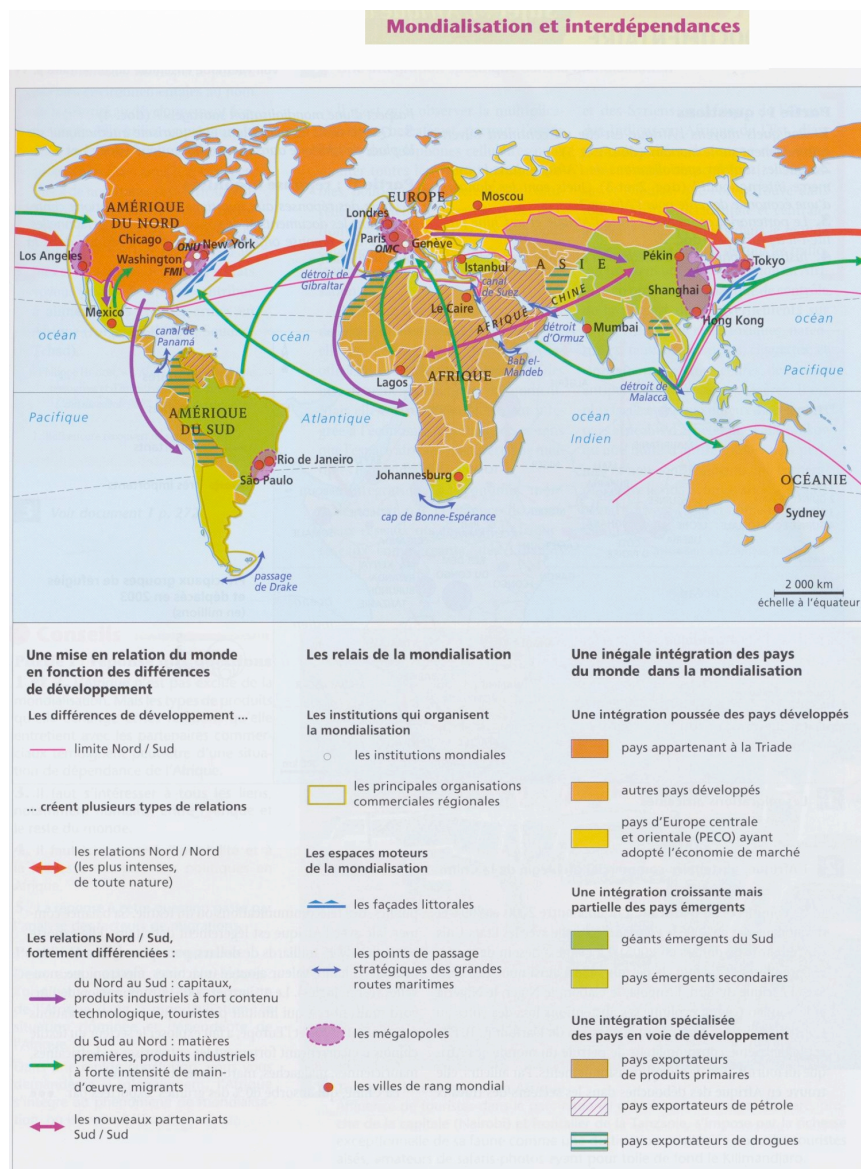 Mondialisation et interdépendances
AMÉRIQUE
DU NORD
Chicago
ONU
New York
Washington
FMI
Los Angeles
Mexico
océan
Pacifique
canal de
Panamá
océan
Atlantique
AMÉRIQUE
DU SUD
Rio de Janeiro
São Paulo
passage
de Drake
EUROPE
Londres
Paris
OMC
Genève
Moscou
Istanbul
détroit de
Gibraltar
canal
de Suez
Le Caire
AFRIQUE
CHINE
détroit
d'Ormuz
Bab el-
Mandeb
Lagos
AFRIQUE
Johannesburg
cap de Bonne-Espérance
ASIE
Pékin
Tokyo
Shanghai
Hong Kong
Mumbai
détroit de
Malacca
océan
Indien
océan
Pacifique
OCÉANIE
Sydney
2 000 km
échelle à l'équateur
Une mise en relation du monde
en fonction des différences
de développement
Les différences de développement ...
limite Nord / Sud
... créent plusieurs types de relations
les relations Nord / Nord
(les plus intenses,
de toute nature)
Les relations Nord / Sud,
fortement différenciées :
du Nord au Sud : capitaux,
produits industriels à fort contenu
technologique, touristes
du Sud au Nord : matières
premières, produits industriels
à forte intensité de main-
d'œuvre, migrants
les nouveaux partenariats
Sud / Sud
Les relais de la mondialisation
Les institutions qui organisent
la mondialisation
les institutions mondiales
les principales organisations
commerciales régionales
Les espaces moteurs
de la mondialisation
les façades littorales
les points de passage
stratégiques des grandes
routes maritimes
les mégalopoles
les villes de rang mondial
Une inégale intégration des pays
du monde dans la mondialisation
Une intégration poussée des pays développés
pays appartenant à la Triade
autres pays développés
pays d'Europe centrale
et orientale (PECO) ayant
adopté l'économie de marché
Une intégration croissante mais
partielle des pays émergents
géants émergents du Sud
pays émergents secondaires
Une intégration spécialisée
des pays en voie de développement
pays exportateurs
de produits primaires
pays exportateurs de pétrole
pays exportateurs de drogues